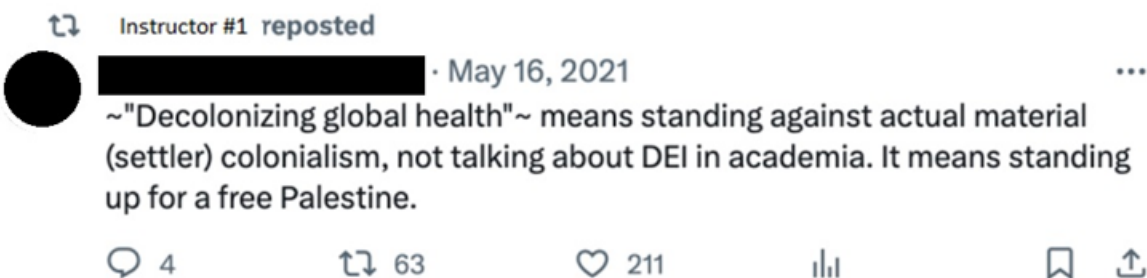 Instructor #1 reposted
· May 16, 2021
~"Decolonizing global health"~ means standing against actual material
(settler) colonialism, not talking about DEI in academia. It means standing
up for a free Palestine.
4 63 211